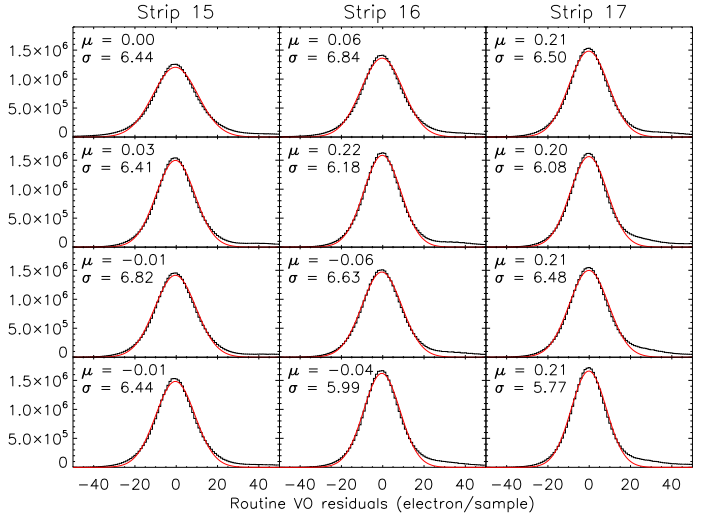 Strip 15 Strip 16 Strip 17
1.5×10⁶
1.0×10⁶
5.0×10⁵
0
μ = 0.00
σ = 6.44
μ = 0.06
σ = 6.84
μ = 0.21
σ = 6.50
1.5×10⁶
1.0×10⁶
5.0×10⁵
0
μ = 0.03
σ = 6.41
μ = 0.22
σ = 6.18
μ = 0.20
σ = 6.08
1.5×10⁶
1.0×10⁶
5.0×10⁵
0
μ = −0.01
σ = 6.82
μ = −0.06
σ = 6.63
μ = 0.21
σ = 6.48
1.5×10⁶
1.0×10⁶
5.0×10⁵
0
μ = −0.01
σ = 6.44
μ = −0.04
σ = 5.99
μ = 0.21
σ = 5.77
−40 −20 0 20 40 −40 −20 0 20 40 −40 −20 0 20 40
Routine VO residuals (electron/sample)